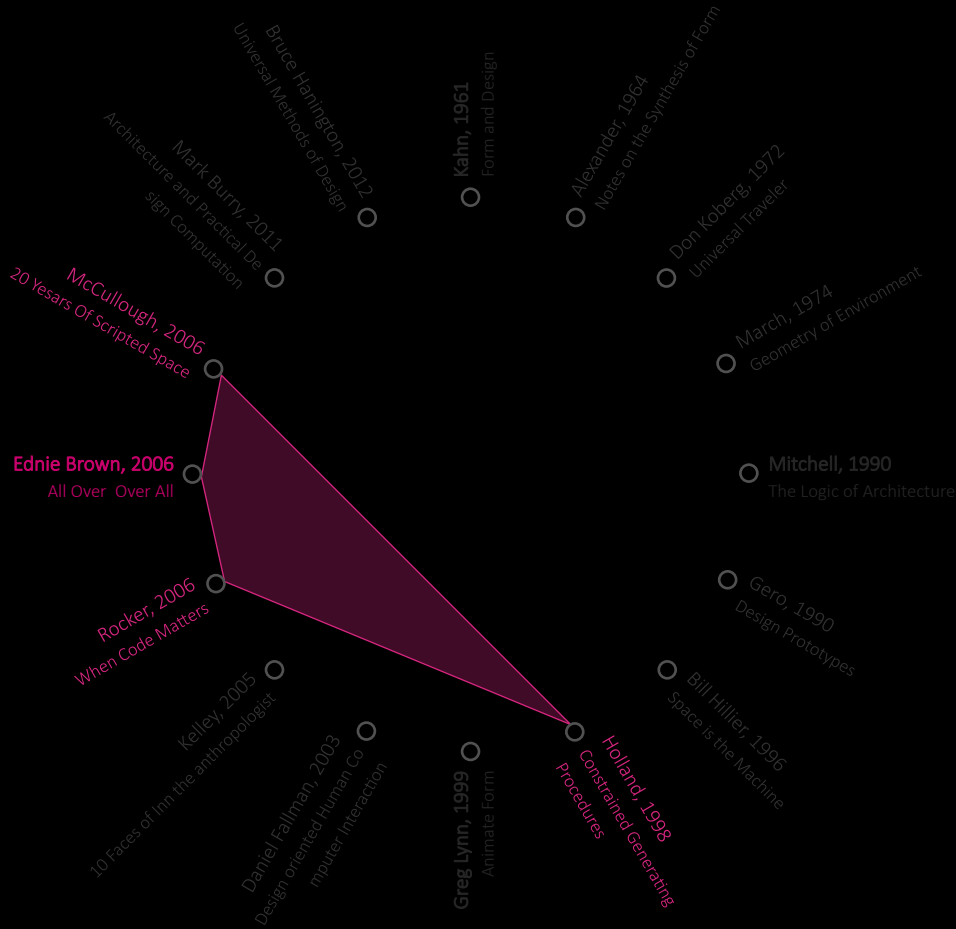 Kahn, 1961
Form and Design
Alexander, 1964
Notes on the Synthesis of Form
Don Koberg, 1972
Universal Traveler
March, 1974
Geometry of Environment
Mitchell, 1990
The Logic of Architecture
Gero, 1990
Design Prototypes
Bill Hillier, 1996
Space is the Machine
Holland, 1998
Constrained Generating
Procedures
Greg Lynn, 1999
Animate Form
Daniel Fallman, 2003
Design oriented Human Co
mputer Interaction
Kelley, 2005
10 Faces of Inn the anthropologist
Rocker, 2006
When Code Matters
Ednie Brown, 2006
All Over  Over All
McCullough, 2006
20 Yesars Of Scripted Space
Mark Burry, 2011
Architecture and Practical De
sign Computation
Bruce Hanington, 2012
Universal Methods of Design